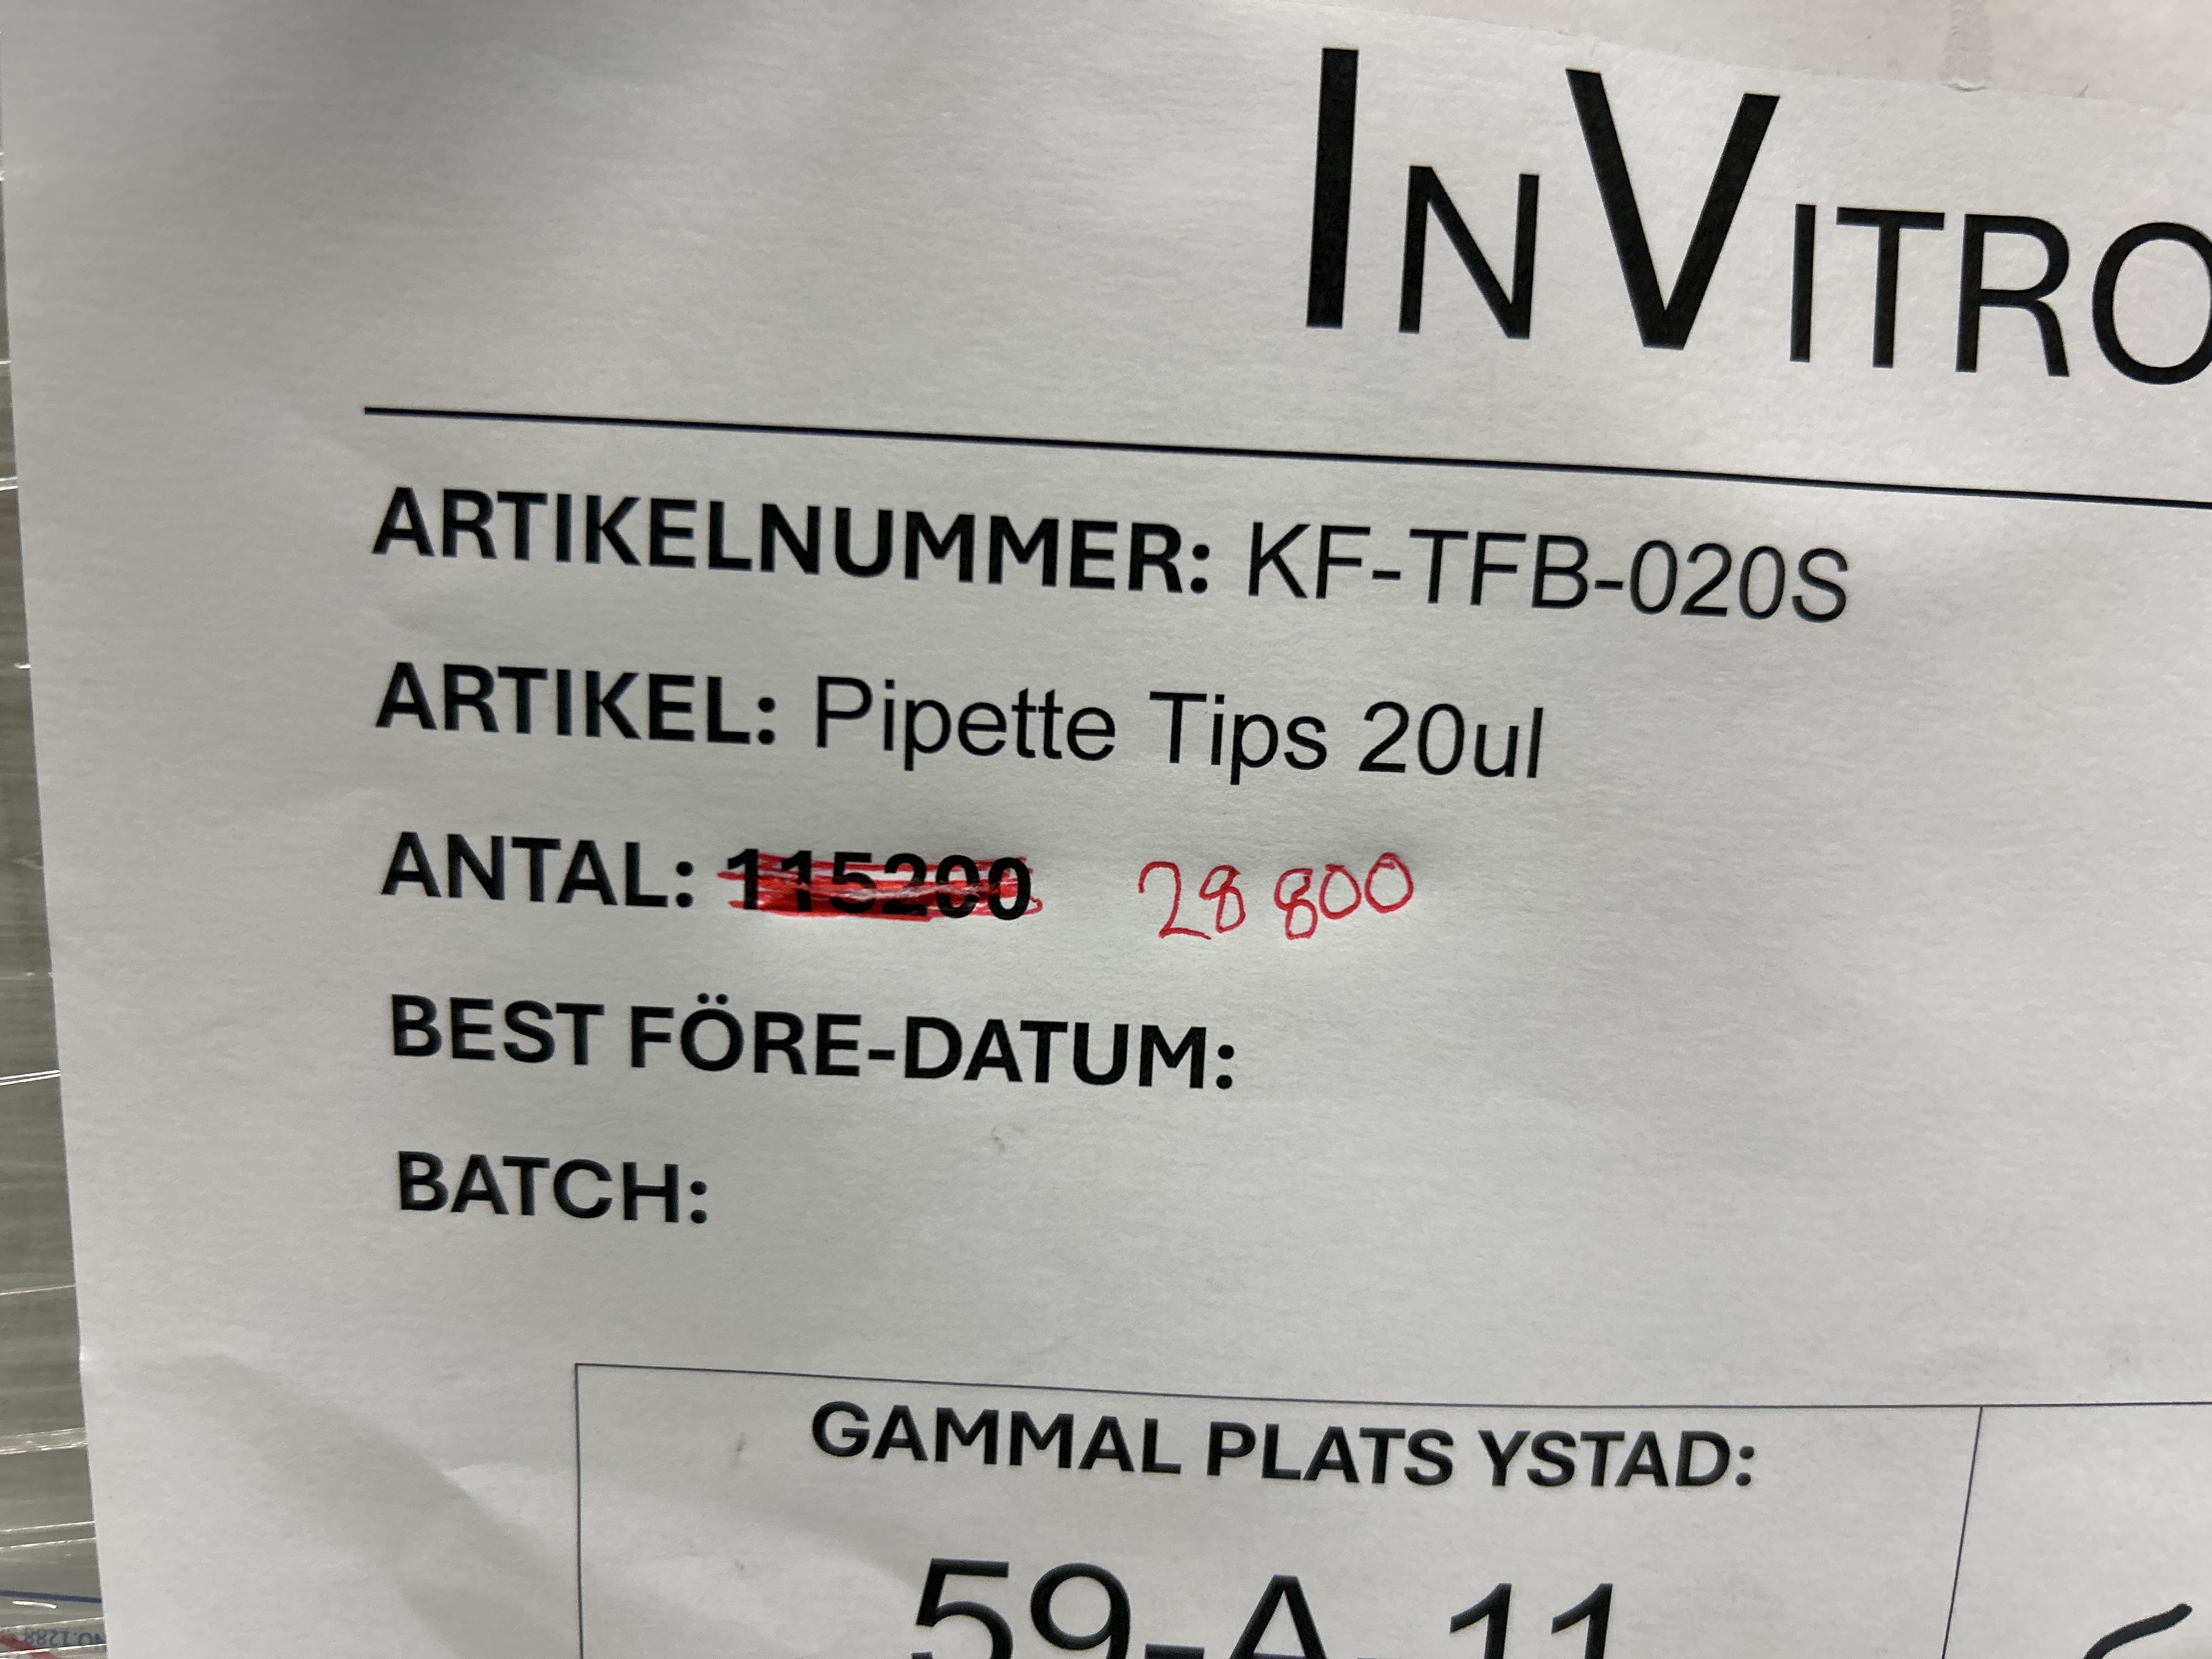 INVITRO
ARTIKELNUMMER: KF-TFB-020S
ARTIKEL: Pipette Tips 20ul
ANTAL: 115200 28 800
BEST FÖRE-DATUM:
BATCH:
GAMMAL PLATS YSTAD:
59-A-11